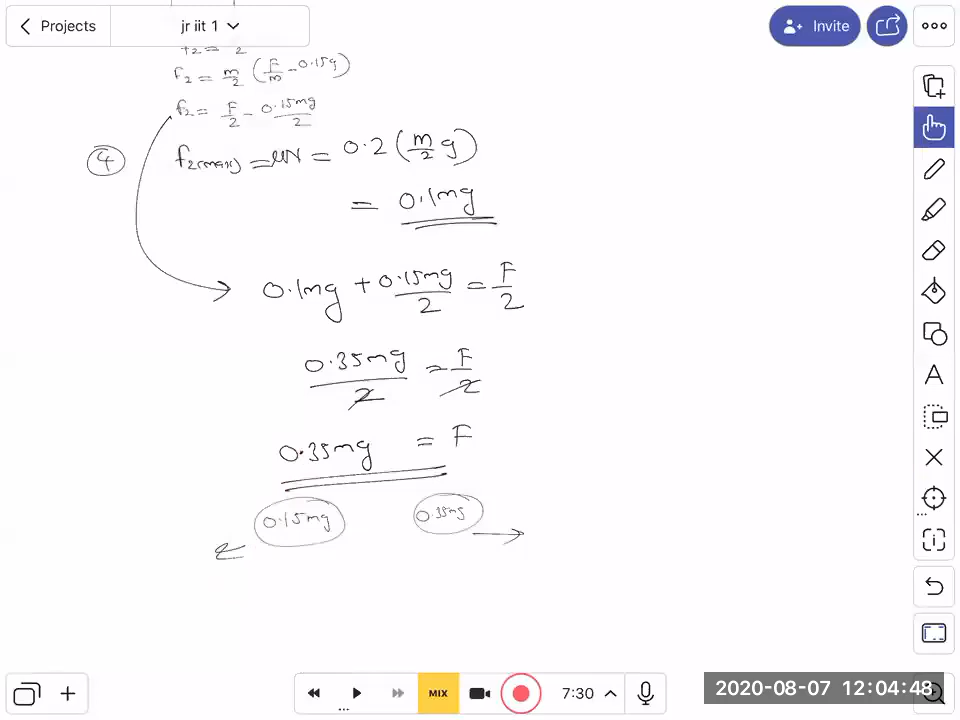 Projects
jr iit 1
Invite
f2 = 2
F2 = m/2 (F/m - 0.15g)
f2 = F/2 - 0.15mg/2
④ f2(max) = μN = 0.2 (m/2 g)
= 0.1mg
0.1mg + 0.15mg/2 = F/2
0.35mg/2 = F/2
0.35mg = F
0.15mg 0.35mg
MIX
7:30
2020-08-07 12:04:48